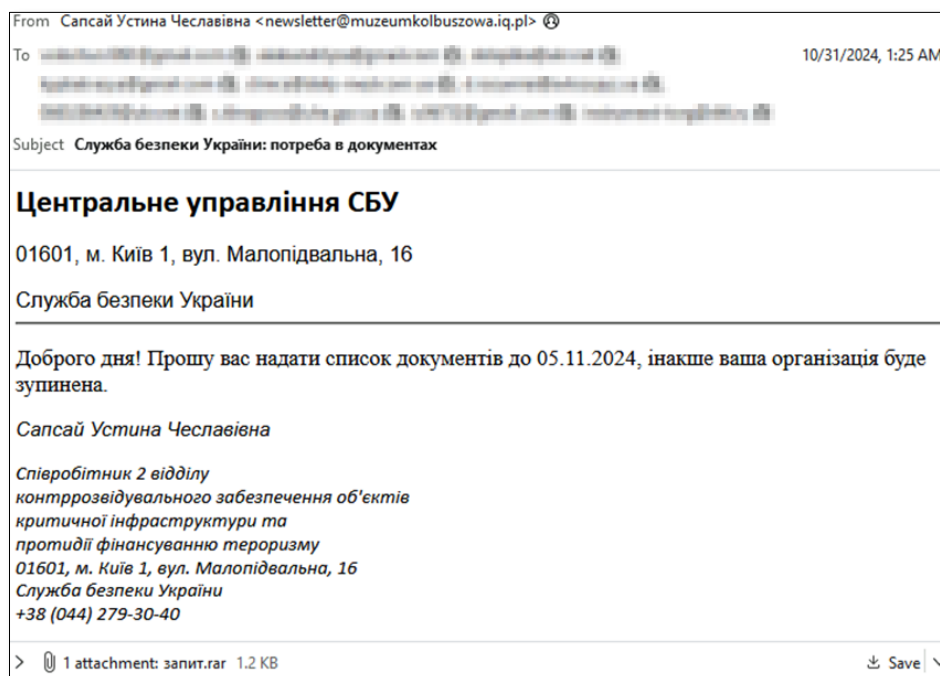 From Сапсай Устина Чеславівна <newsletter@muzeumkolbuszowa.iq.pl>
To
10/31/2024, 1:25 AM
Subject Служба безпеки України: потреба в документах
Центральне управління СБУ
01601, м. Київ 1, вул. Малопідвальна, 16
Служба безпеки України
Доброго дня! Прошу вас надати список документів до 05.11.2024, інакше ваша організація буде
зупинена.
Сапсай Устина Чеславівна
Співробітник 2 відділу
контррозвідувального забезпечення об'єктів
критичної інфраструктури та
протидії фінансуванню тероризму
01601, м. Київ 1, вул. Малопідвальна, 16
Служба безпеки України
+38 (044) 279-30-40
1 attachment: запит.rar 1.2 KB
Save